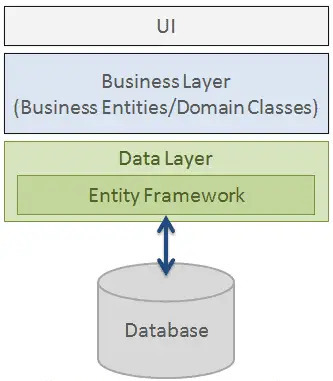 UI
Business Layer
(Business Entities/Domain Classes)
Data Layer
Entity Framework
Database